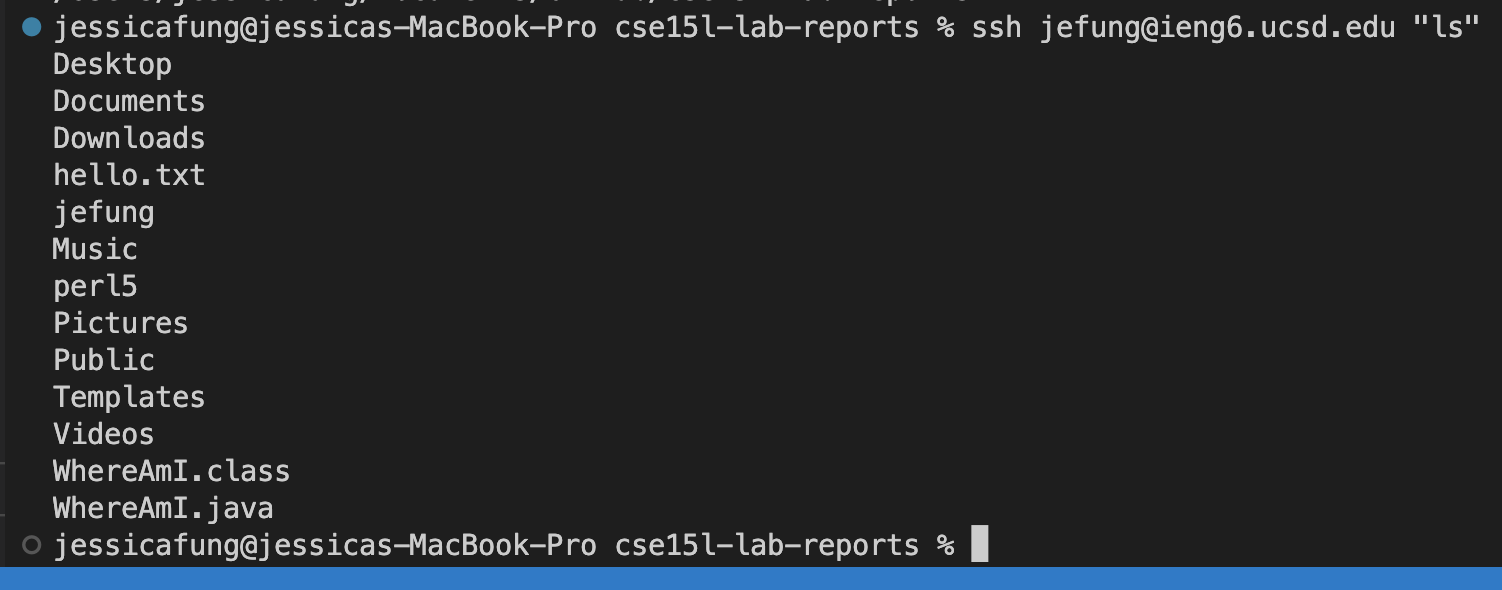 jessicafung@jessicas-MacBook-Pro cse15l-lab-reports % ssh jefung@ieng6.ucsd.edu "ls"
Desktop
Documents
Downloads
hello.txt
jefung
Music
perl5
Pictures
Public
Templates
Videos
WhereAmI.class
WhereAmI.java
jessicafung@jessicas-MacBook-Pro cse15l-lab-reports %